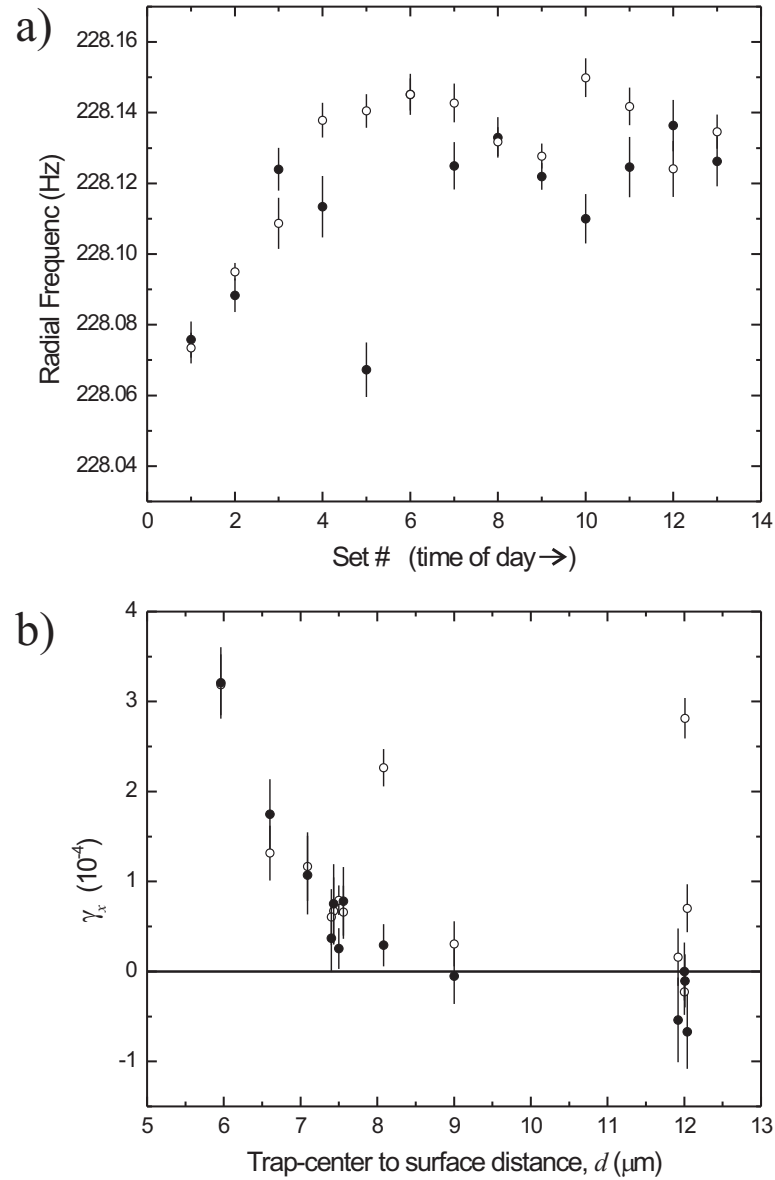 a)
228.16
228.14
228.12
228.10
228.08
228.06
228.04
Radial Frequenc (Hz)
0 2 4 6 8 10 12 14
Set # (time of day →)
b)
4
3
2
1
0
-1
γx (10-4)
5 6 7 8 9 10 11 12 13
Trap-center to surface distance, d (μm)